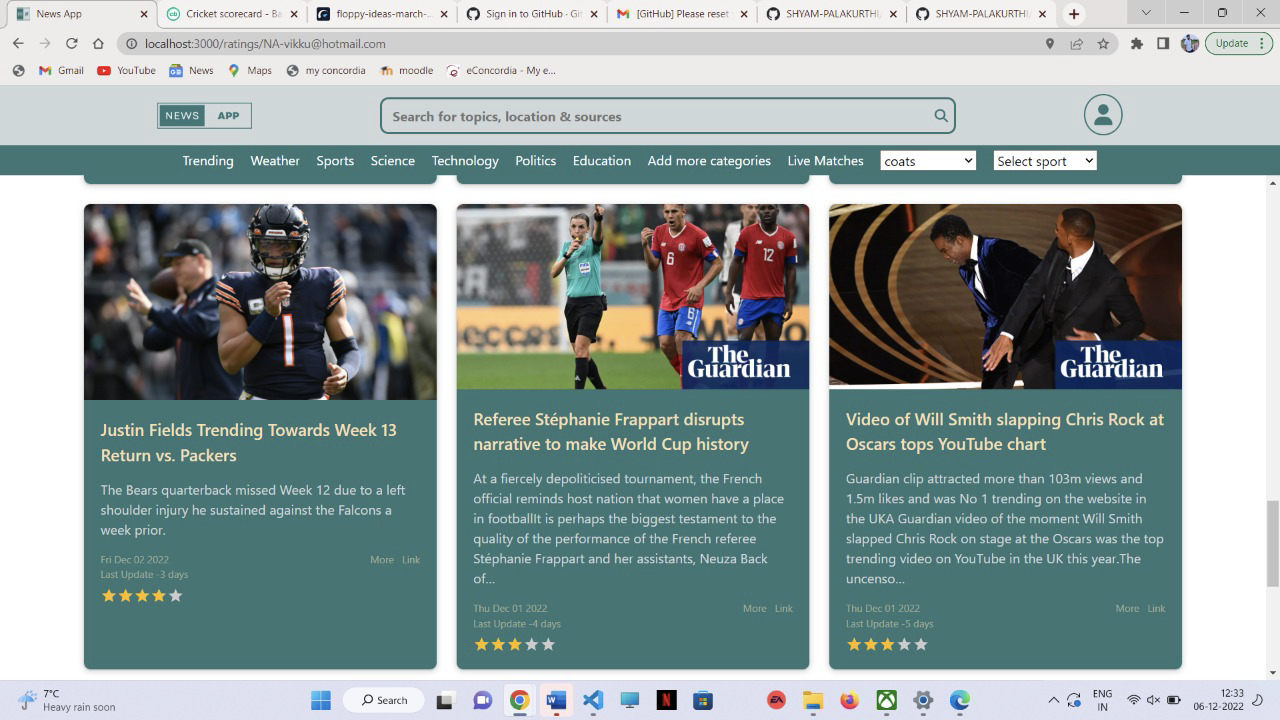 News App
Cricket scorecard - Ba
floppy-ideas-march-...
Sign in to GitHub · Git
[GitHub] Please reset
SHYAM-PALAKURTHI
SHYAM-PALAKURTHI
localhost:3000/ratings/NA-vikku@hotmail.com
Update
Gmail
YouTube
News
Maps
my concordia
moodle
eConcordia - My e...
NEWS APP
Search for topics, location & sources
Trending Weather Sports Science Technology Politics Education Add more categories Live Matches coats Select sport
Justin Fields Trending Towards Week 13
Return vs. Packers
The Bears quarterback missed Week 12 due to a left
shoulder injury he sustained against the Falcons a
week prior.
Fri Dec 02 2022 More Link
Last Update -3 days
1
6
6
12
The
Guardian
Referee Stéphanie Frappart disrupts
narrative to make World Cup history
At a fiercely depoliticised tournament, the French
official reminds host nation that women have a place
in footballIt is perhaps the biggest testament to the
quality of the performance of the French referee
Stéphanie Frappart and her assistants, Neuza Back
of...
Thu Dec 01 2022 More Link
Last Update -4 days
The
Guardian
Video of Will Smith slapping Chris Rock at
Oscars tops YouTube chart
Guardian clip attracted more than 103m views and
1.5m likes and was No 1 trending on the website in
the UKA Guardian video of the moment Will Smith
slapped Chris Rock on stage at the Oscars was the top
trending video on YouTube in the UK this year.The
uncenso...
Thu Dec 01 2022 More Link
Last Update -5 days
7°C
Heavy rain soon
Search
ENG
IN
12:33
06-12-2022